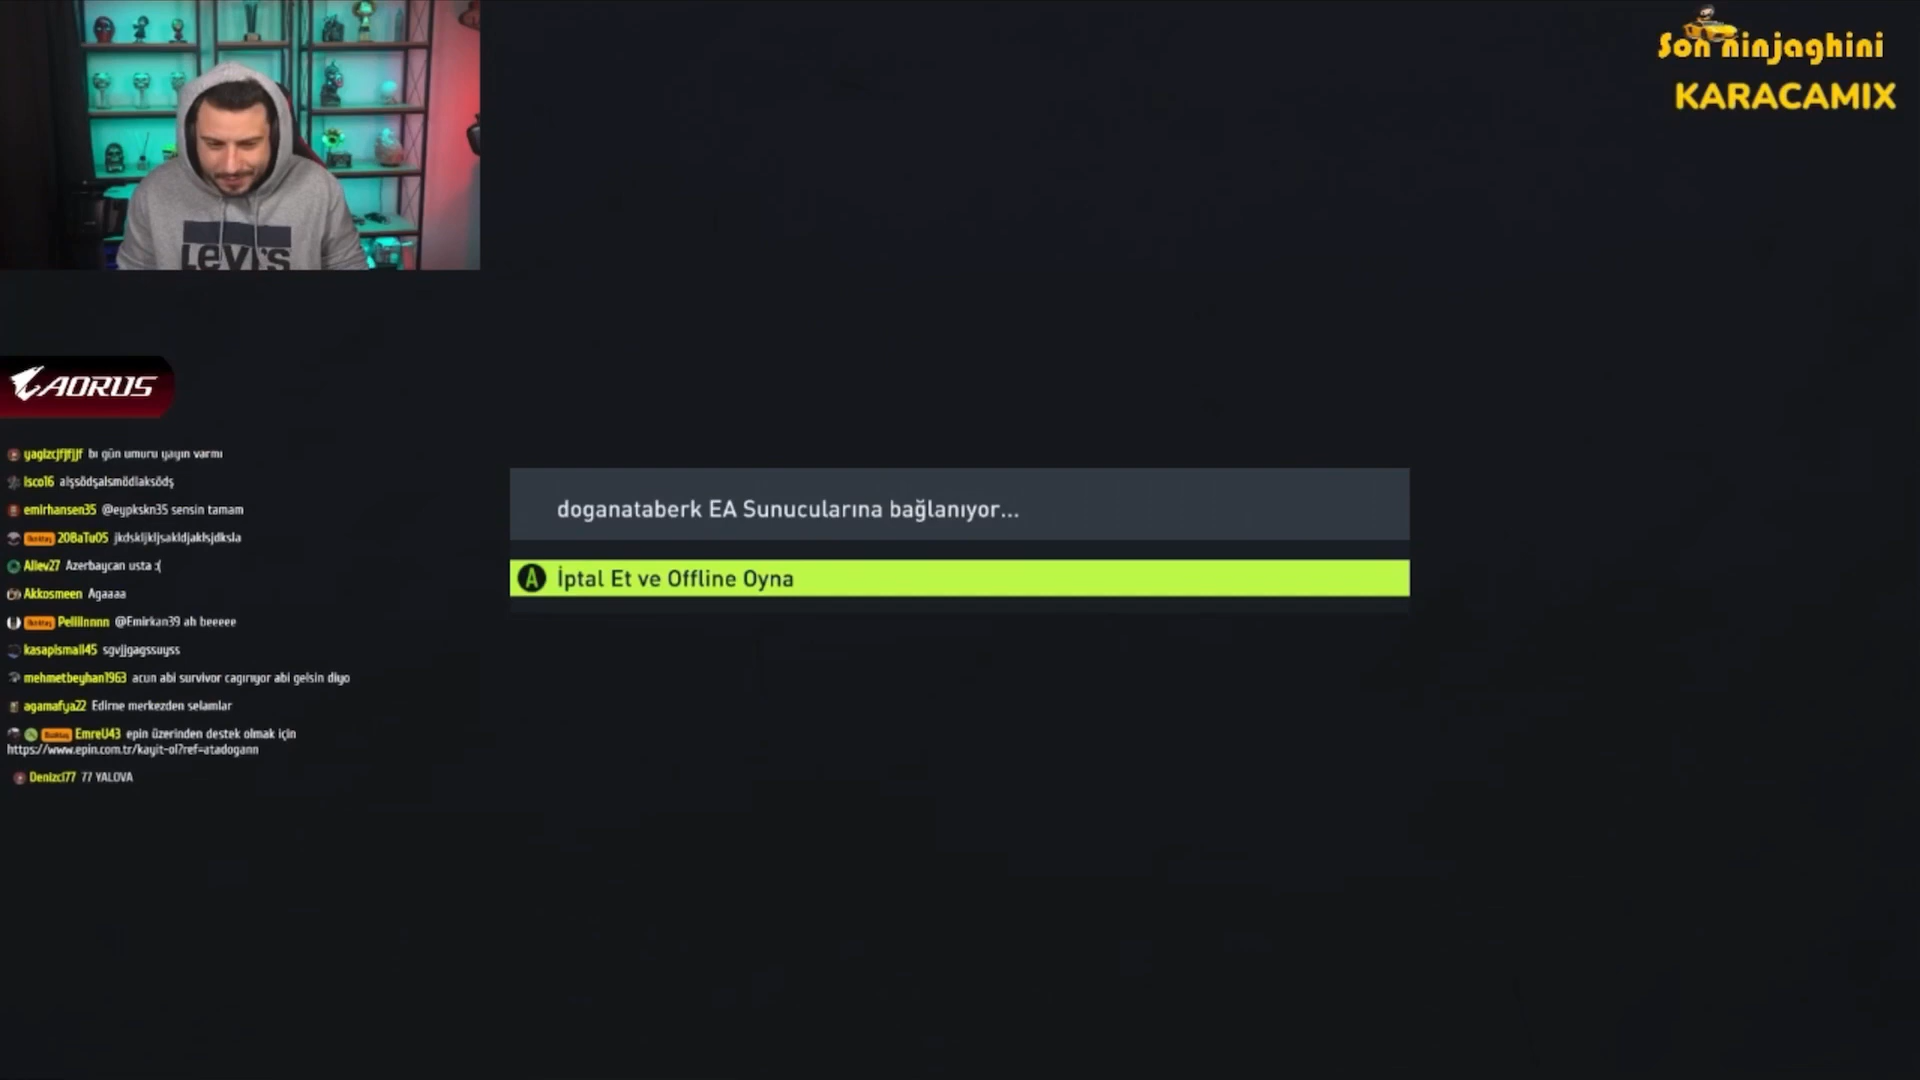 Son ninjaghini
KARACAMIX
LEVI'S
AORUS
yagizcjfjfjjf bı gün umuru yayın varmı
isco16 alşsödşalsmödlaksödş
emirhansen35 @eypkskn35 sensin tamam
20BaTu05 jkdskljkljsakldjaklsjdksla
Aliev27 Azerbaycan usta :(
Akkosmeen Agaaaa
Pelliinnnn @Emirkan39 ah beeeee
kasapismail45 sgvjjgagssuyss
mehmetbeyhan1963 acun abi survivor cagırıyor abi gelsin diyo
agamafya22 Edirne merkezden selamlar
EmreU43 epin üzerinden destek olmak için
https://www.epin.com.tr/kayit-ol?ref=atadogann
Denizci77 77 YALOVA
doganataberk EA Sunucularına bağlanıyor...
A İptal Et ve Offline Oyna